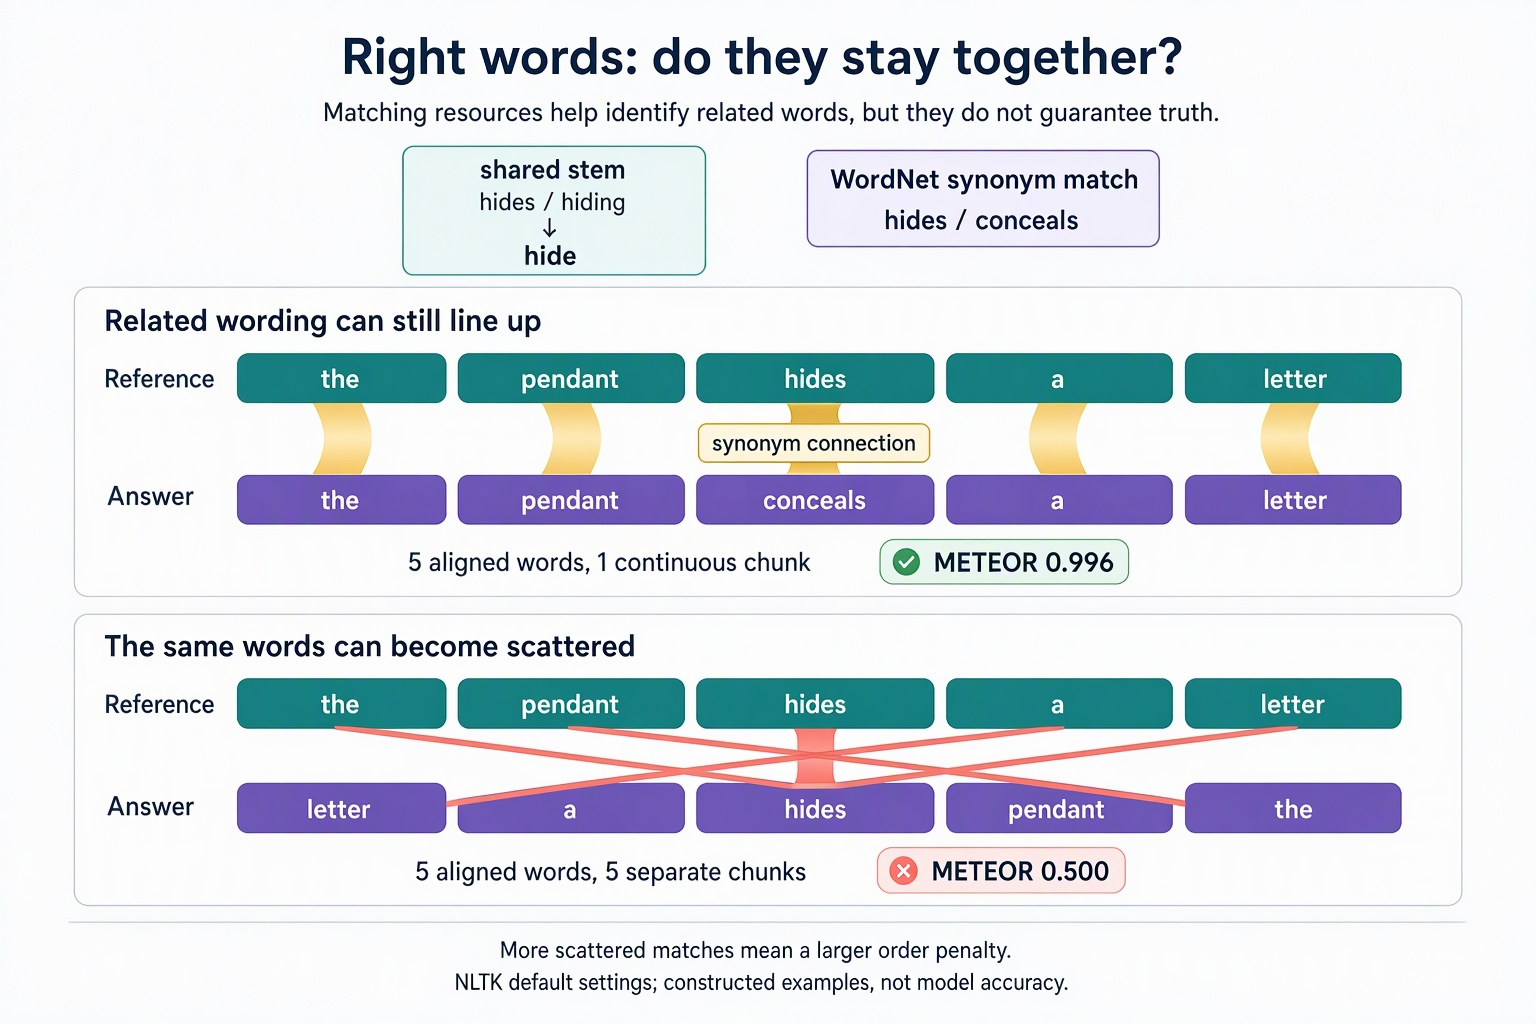 Right words: do they stay together?
Matching resources help identify related words, but they do not guarantee truth.
shared stem
hides / hiding
↓
hide
WordNet synonym match
hides / conceals
Related wording can still line up
Reference the pendant hides a letter
synonym connection
Answer the pendant conceals a letter
5 aligned words, 1 continuous chunk METEOR 0.996
The same words can become scattered
Reference the pendant hides a letter
Answer letter a hides pendant the
5 aligned words, 5 separate chunks METEOR 0.500
More scattered matches mean a larger order penalty.
NLTK default settings; constructed examples, not model accuracy.